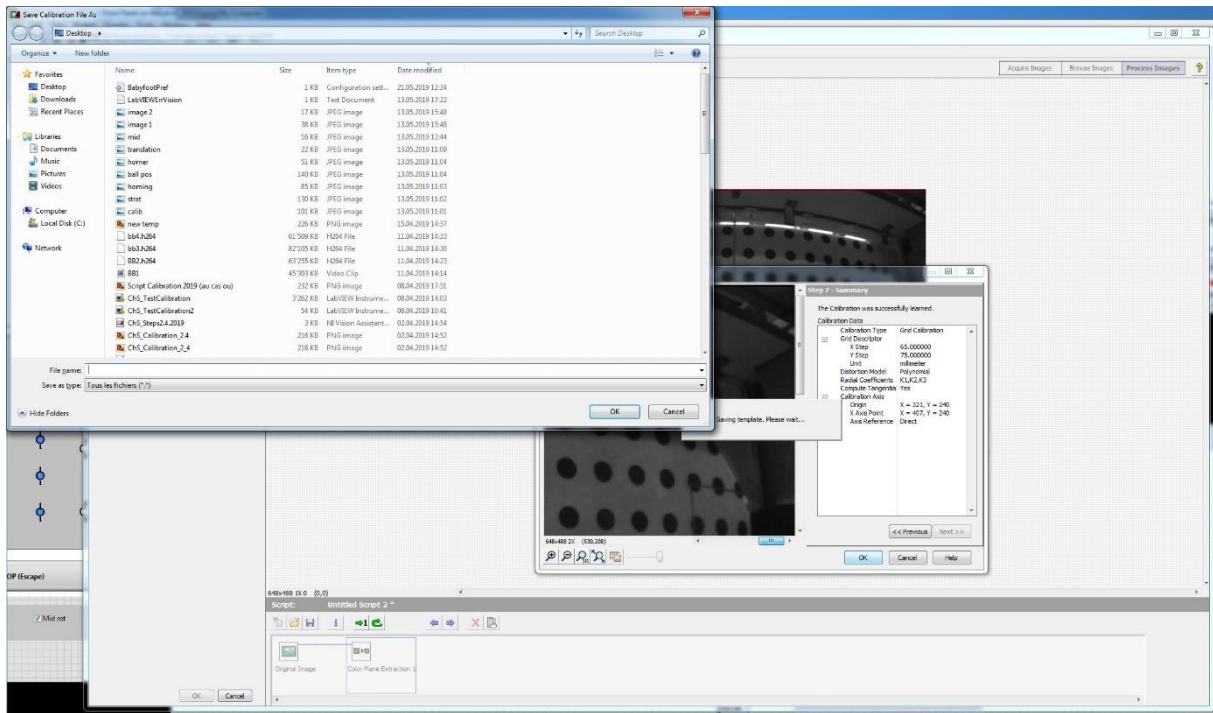 Save Calibration File As
Desktop
Search Desktop
Organize New folder
Favorites
Desktop
Downloads
Recent Places
Libraries
Documents
Music
Pictures
Videos
Computer
Local Disk (C:)
Network
Name Size Item type Date modified
BabyfootPref 1 KB Configuration sett... 21.05.2019 12:34
LabVIEWEnVision 1 KB Text Document 13.05.2019 17:22
image 2 17 KB JPEG image 13.05.2019 15:48
image 1 38 KB JPEG image 13.05.2019 15:48
mid 16 KB JPEG image 13.05.2019 12:44
translation 22 KB JPEG image 13.05.2019 11:09
homer 51 KB JPEG image 13.05.2019 11:04
ball pos 140 KB JPEG image 13.05.2019 11:04
homing 85 KB JPEG image 13.05.2019 11:03
strat 130 KB JPEG image 13.05.2019 11:02
calib 101 KB JPEG image 13.05.2019 11:01
new temp 226 KB PNG image 15.04.2019 14:37
bb4.h264 61'509 KB H264 File 11.04.2019 14:33
bb3.h264 82'105 KB H264 File 11.04.2019 14:30
BB2.h264 63'255 KB H264 File 11.04.2019 14:23
BB1 45'303 KB Video Clip 11.04.2019 14:14
Script Calibration 2019 (au cas ou) 232 KB PNG image 08.04.2019 17:51
ChS_TestCalibration 3'262 KB LabVIEW Instrume... 08.04.2019 14:03
ChS_TestCalibration2 54 KB LabVIEW Instrume... 08.04.2019 10:41
ChS_Steps2.4.2019 3 KB NI Vision Assistant... 02.04.2019 14:54
ChS_Calibration_2.4 216 KB PNG image 02.04.2019 14:52
ChS_Calibration_2_4 216 KB PNG image 02.04.2019 14:52
File name:
Save as type: Tous les fichiers (*.*)
Hide Folders
OK Cancel
Acquire Images Browse Images Process Images
Step 7 - Summary
The Calibration was successfully learned.
Calibration Data
Calibration Type Grid Calibration
Grid Descriptor
X Step 65.000000
Y Step 75.000000
Unit millimeter
Distortion Model Polynomial
Radial Coefficients K1,K2,K3
Compute Tangentia Yes
Calibration Axis
Origin X = 321, Y = 240
X Axis Point X = 407, Y = 240
Axis Reference Direct
Saving template. Please wait...
<< Previous Next >>
648x488 2X (530,208)
OK Cancel Help
OP (Escape)
Mid rot
648x488 1X 0 (0,0)
Script: Untitled Script 2 *
Original Image Color Plane Extraction 1
OK Cancel